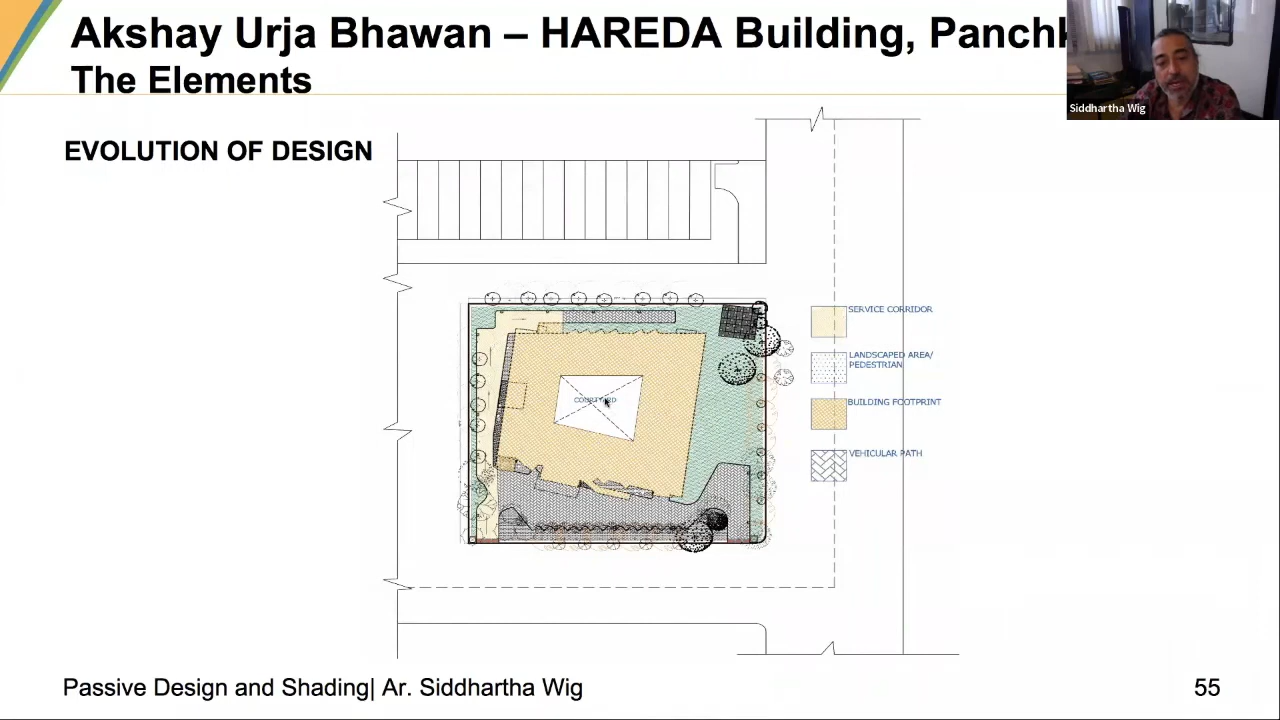 Akshay Urja Bhawan – HAREDA Building, Panchk
The Elements
Siddhartha Wig
EVOLUTION OF DESIGN
SERVICE CORRIDOR
LANDSCAPED AREA/
PEDESTRIAN
COURTYARD
BUILDING FOOTPRINT
VEHICULAR PATH
Passive Design and Shading| Ar. Siddhartha Wig
55